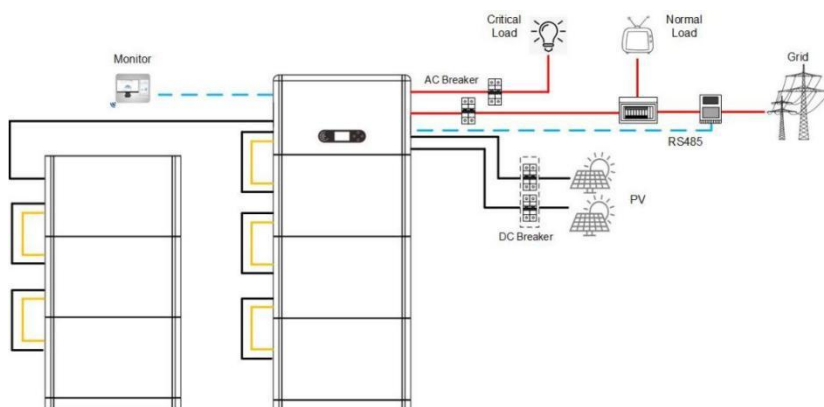 Critical
Load
Normal
Load
Monitor
Grid
AC Breaker
RS485
PV
DC Breaker